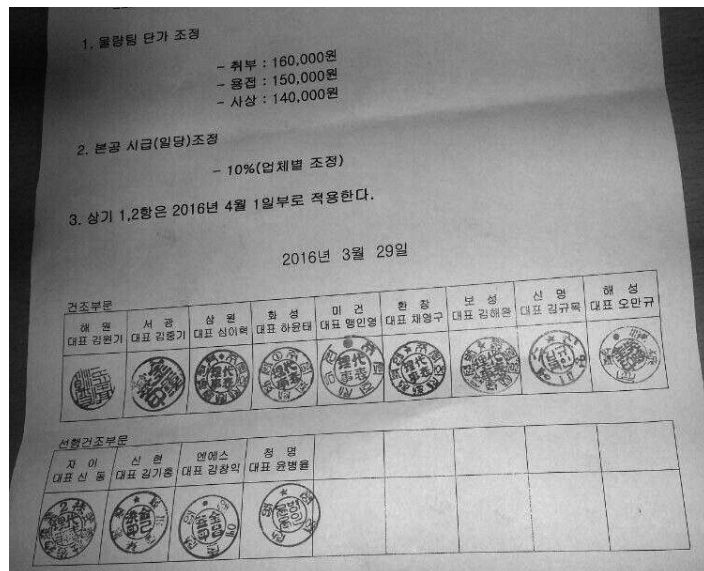 1. 물량팀 단가 조정
- 취부 : 160,000원
- 용접 : 150,000원
- 사상 : 140,000원
2. 본공 시급(일당)조정
- 10%(업체별 조정)
3. 상기 1,2항은 2016년 4월 1일부로 적용한다.
2016년 3월 29일
건조부문
해 원 서 광 삼 원 화 성 미 건 환 창 보 성 신 명 해 성
대표 김원기 대표 김중기 대표 심이혁 대표 하윤태 대표 맹인영 대표 채영구 대표 김해원 대표 김규목 대표 오만규
선행건조부문
자 이 신 현 엔에스 청 명
대표 신 동 대표 김기홍 대표 김창익 대표 윤병율